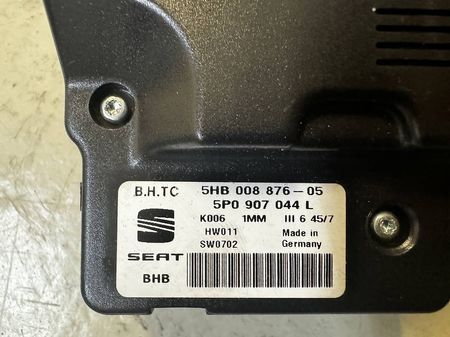 B.H.TC 5HB 008 876-05
5P0 907 044 L
K006 1MM III 6 45/7
HW011 Made in
SW0702 Germany
SEAT
BHB